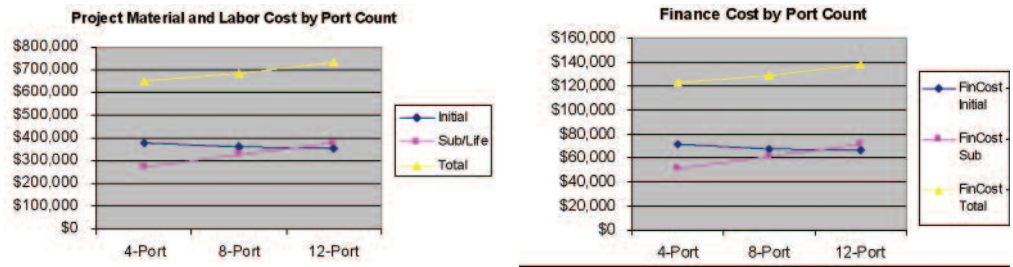 Project Material and Labor Cost by Port Count
$800,000
$700,000
$600,000
$500,000
$400,000
$300,000
$200,000
$100,000
$0
4-Port
8-Port
12-Port
Initial
Sub/Life
Total
Finance Cost by Port Count
$160,000
$140,000
$120,000
$100,000
$80,000
$60,000
$40,000
$20,000
$0
4-Port
8-Port
12-Port
FinCost -
Initial
FinCost -
Sub
FinCost -
Total